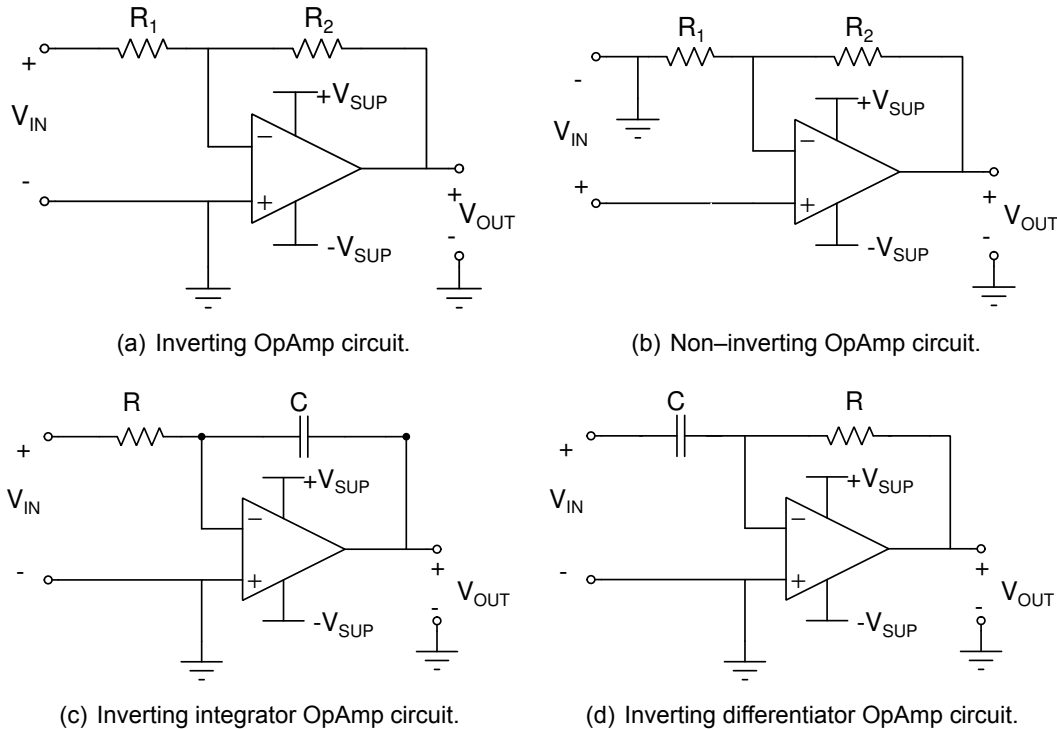 R1 R2
+ +VSUP
VIN −
- + + VOUT
-VSUP -
(a) Inverting OpAmp circuit.
R1 R2
- +VSUP
VIN −
+ + + VOUT
-VSUP -
(b) Non–inverting OpAmp circuit.
R C
+ +VSUP
VIN −
- + + VOUT
-VSUP -
(c) Inverting integrator OpAmp circuit.
C R
+ +VSUP
VIN −
- + + VOUT
-VSUP -
(d) Inverting differentiator OpAmp circuit.